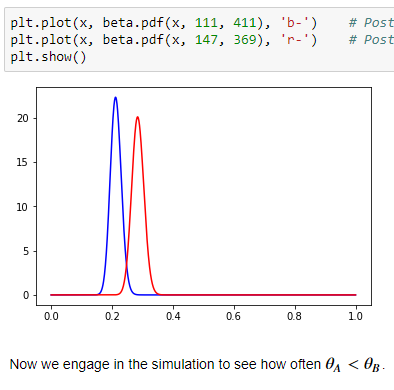 plt.plot(x, beta.pdf(x, 111, 411), 'b-') # Post
plt.plot(x, beta.pdf(x, 147, 369), 'r-') # Post
plt.show()
20
15
10
5
0
0.0 0.2 0.4 0.6 0.8 1.0
Now we engage in the simulation to see how often θA < θB.